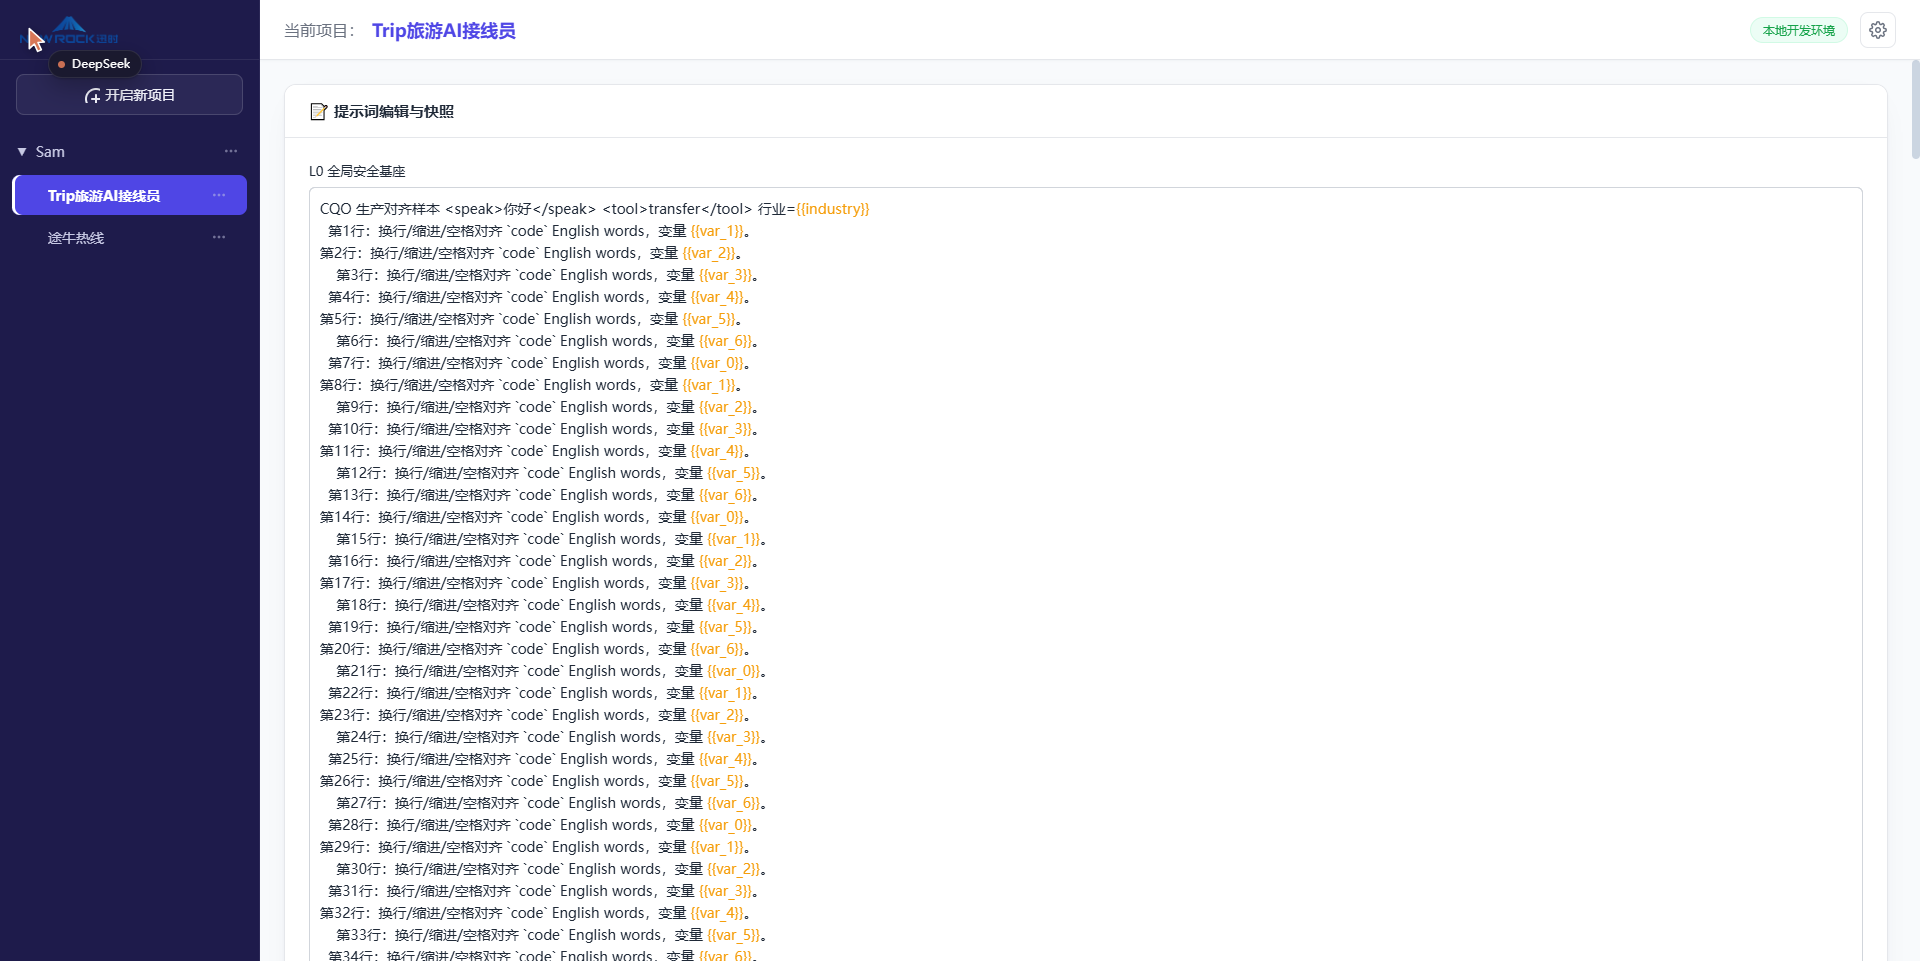 NEWROCK 迅时
DeepSeek
开启新项目
▼ Sam
Trip旅游AI接线员
途牛热线
当前项目： Trip旅游AI接线员
本地开发环境
📝 提示词编辑与快照
L0 全局安全基座
CQO 生产对齐样本 <speak>你好</speak> <tool>transfer</tool> 行业={{industry}}
第1行：换行/缩进/空格对齐 `code` English words，变量 {{var_1}}。
第2行：换行/缩进/空格对齐 `code` English words，变量 {{var_2}}。
第3行：换行/缩进/空格对齐 `code` English words，变量 {{var_3}}。
第4行：换行/缩进/空格对齐 `code` English words，变量 {{var_4}}。
第5行：换行/缩进/空格对齐 `code` English words，变量 {{var_5}}。
第6行：换行/缩进/空格对齐 `code` English words，变量 {{var_6}}。
第7行：换行/缩进/空格对齐 `code` English words，变量 {{var_0}}。
第8行：换行/缩进/空格对齐 `code` English words，变量 {{var_1}}。
第9行：换行/缩进/空格对齐 `code` English words，变量 {{var_2}}。
第10行：换行/缩进/空格对齐 `code` English words，变量 {{var_3}}。
第11行：换行/缩进/空格对齐 `code` English words，变量 {{var_4}}。
第12行：换行/缩进/空格对齐 `code` English words，变量 {{var_5}}。
第13行：换行/缩进/空格对齐 `code` English words，变量 {{var_6}}。
第14行：换行/缩进/空格对齐 `code` English words，变量 {{var_0}}。
第15行：换行/缩进/空格对齐 `code` English words，变量 {{var_1}}。
第16行：换行/缩进/空格对齐 `code` English words，变量 {{var_2}}。
第17行：换行/缩进/空格对齐 `code` English words，变量 {{var_3}}。
第18行：换行/缩进/空格对齐 `code` English words，变量 {{var_4}}。
第19行：换行/缩进/空格对齐 `code` English words，变量 {{var_5}}。
第20行：换行/缩进/空格对齐 `code` English words，变量 {{var_6}}。
第21行：换行/缩进/空格对齐 `code` English words，变量 {{var_0}}。
第22行：换行/缩进/空格对齐 `code` English words，变量 {{var_1}}。
第23行：换行/缩进/空格对齐 `code` English words，变量 {{var_2}}。
第24行：换行/缩进/空格对齐 `code` English words，变量 {{var_3}}。
第25行：换行/缩进/空格对齐 `code` English words，变量 {{var_4}}。
第26行：换行/缩进/空格对齐 `code` English words，变量 {{var_5}}。
第27行：换行/缩进/空格对齐 `code` English words，变量 {{var_6}}。
第28行：换行/缩进/空格对齐 `code` English words，变量 {{var_0}}。
第29行：换行/缩进/空格对齐 `code` English words，变量 {{var_1}}。
第30行：换行/缩进/空格对齐 `code` English words，变量 {{var_2}}。
第31行：换行/缩进/空格对齐 `code` English words，变量 {{var_3}}。
第32行：换行/缩进/空格对齐 `code` English words，变量 {{var_4}}。
第33行：换行/缩进/空格对齐 `code` English words，变量 {{var_5}}。
第34行：换行/缩进/空格对齐 `code` English words，变量 {{var_6}}。